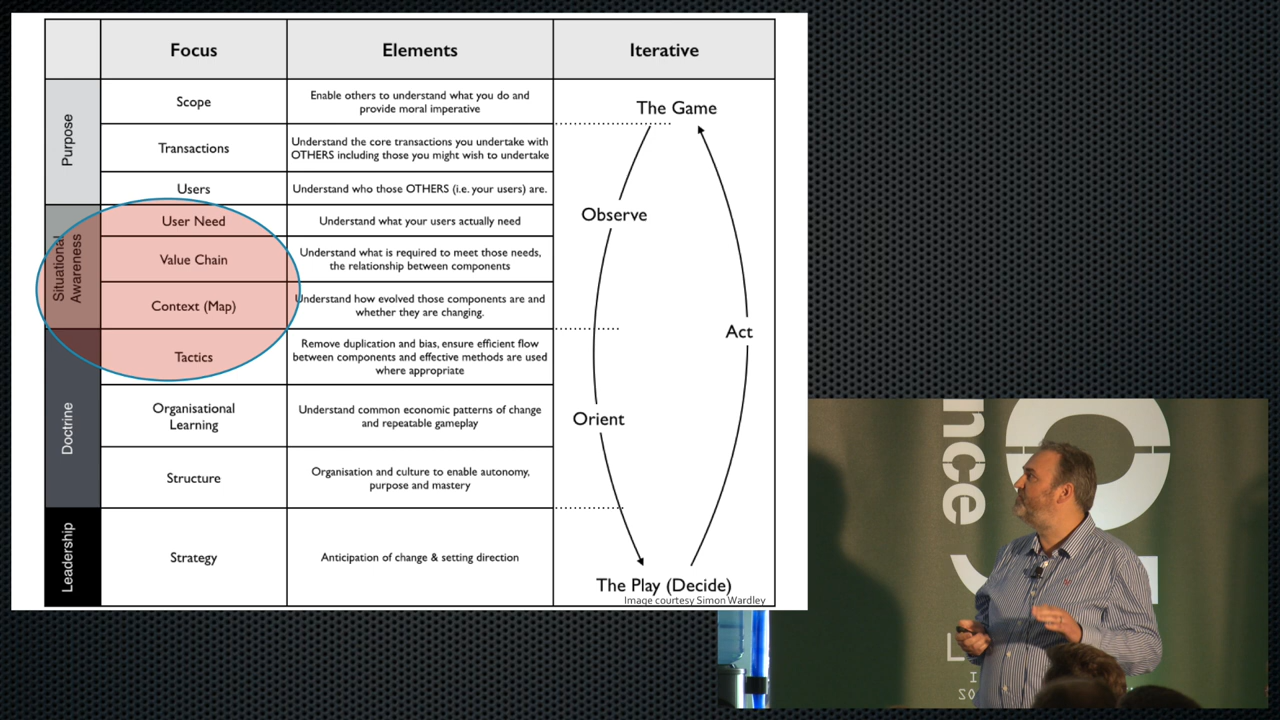 Focus
Elements
Iterative
Purpose
Scope
Enable others to understand what you do and
provide moral imperative
Transactions
Understand the core transactions you undertake with
OTHERS including those you might wish to undertake
Users
Understand who those OTHERS (i.e. your users) are.
Situational
Awareness
User Need
Understand what your users actually need
Value Chain
Understand what is required to meet those needs,
the relationship between components
Context (Map)
Understand how evolved those components are and
whether they are changing.
Doctrine
Tactics
Remove duplication and bias, ensure efficient flow
between components and effective methods are used
where appropriate
Organisational
Learning
Understand common economic patterns of change
and repeatable gameplay
Structure
Organisation and culture to enable autonomy,
purpose and mastery
Leadership
Strategy
Anticipation of change & setting direction
The Game
Observe
Act
Orient
The Play (Decide)
Image courtesy Simon Wardley
nce
L
I
SO